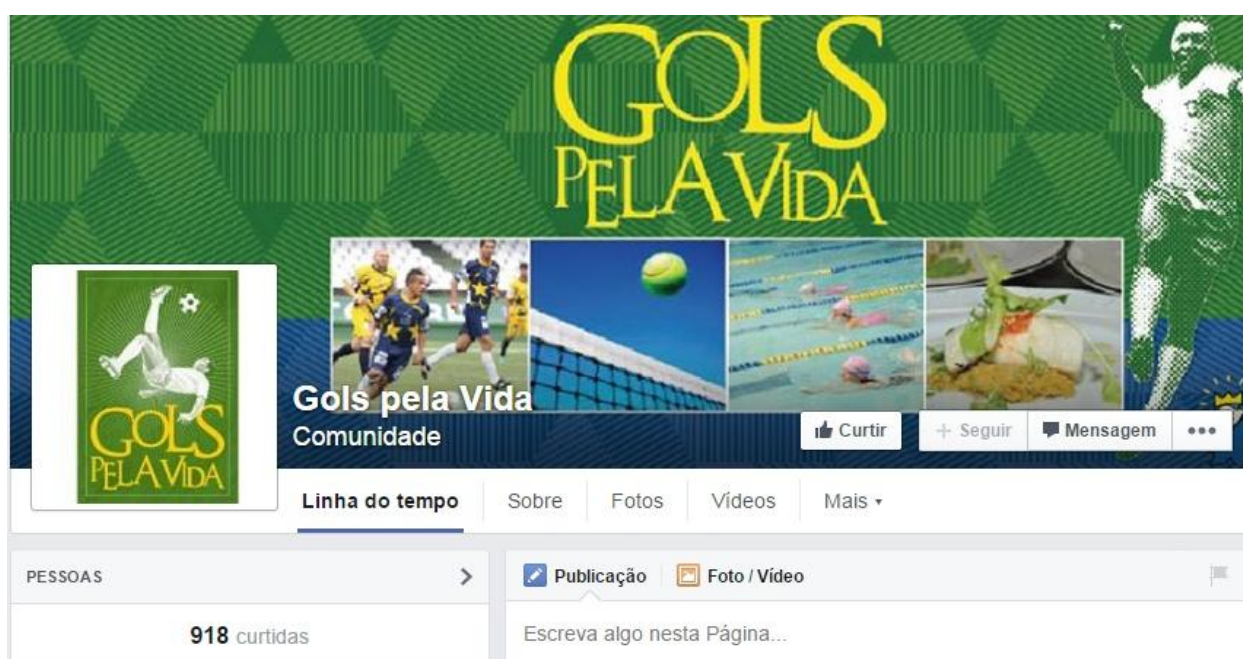 GOLS
PELA VIDA
GOLS
PELA VIDA
Gols pela Vida
Comunidade
Curtir
+ Seguir
Mensagem
Linha do tempo
Sobre
Fotos
Vídeos
Mais
PESSOAS
918 curtidas
Publicação
Foto / Vídeo
Escreva algo nesta Página...